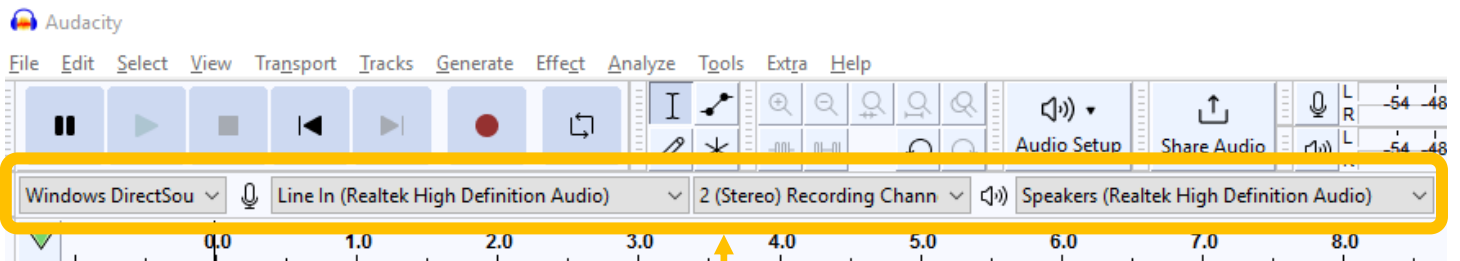 Audacity
File Edit Select View Transport Tracks Generate Effect Analyze Tools Extra Help
L -54 -48
R
Audio Setup Share Audio L -54 -48
Windows DirectSou Line In (Realtek High Definition Audio) 2 (Stereo) Recording Chann Speakers (Realtek High Definition Audio)
0.0 1.0 2.0 3.0 4.0 5.0 6.0 7.0 8.0